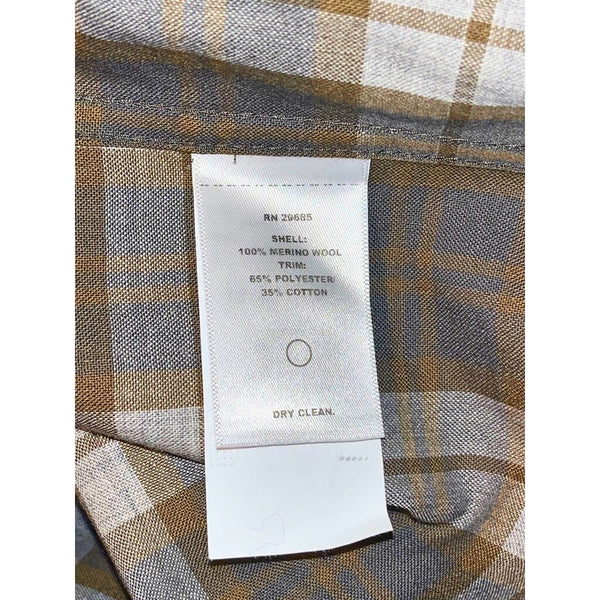 RN 29685
SHELL:
100% MERINO WOOL
TRIM:
65% POLYESTER/
35% COTTON
DRY CLEAN.